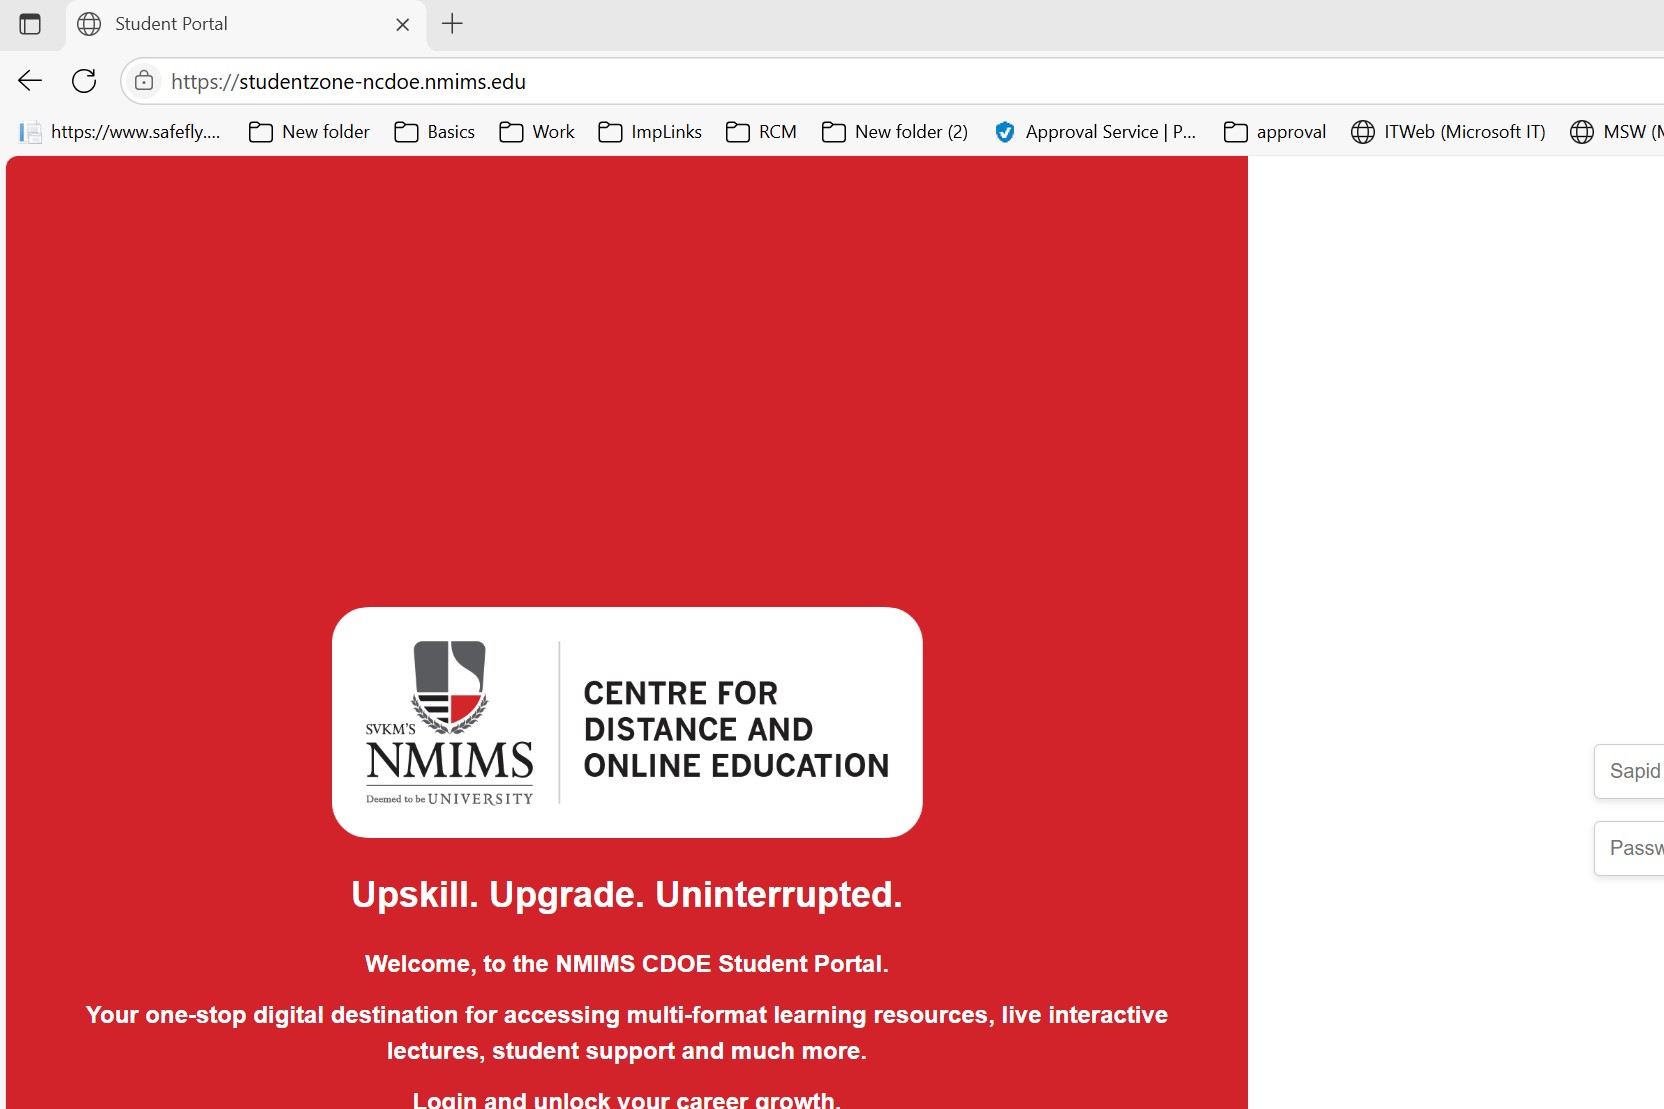 Student Portal
https://studentzone-ncdoe.nmims.edu
https://www.safefly.... New folder Basics Work ImpLinks RCM New folder (2) Approval Service | P... approval ITWeb (Microsoft IT) MSW (M
SVKM'S
NMIMS
Deemed to be UNIVERSITY
CENTRE FOR
DISTANCE AND
ONLINE EDUCATION
Sapid
Passw
Upskill. Upgrade. Uninterrupted.
Welcome, to the NMIMS CDOE Student Portal.
Your one-stop digital destination for accessing multi-format learning resources, live interactive
lectures, student support and much more.
Login and unlock your career growth.